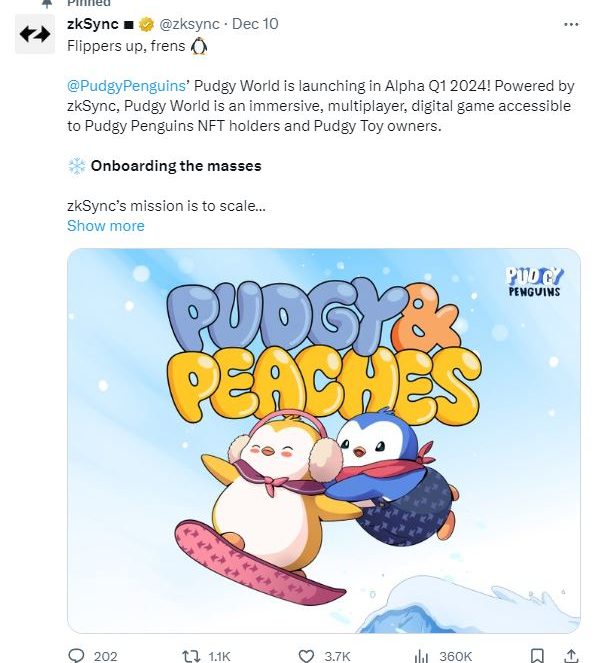 Pinned
zkSync @zksync · Dec 10
Flippers up, frens 🐧
@PudgyPenguins’ Pudgy World is launching in Alpha Q1 2024! Powered by
zkSync, Pudgy World is an immersive, multiplayer, digital game accessible
to Pudgy Penguins NFT holders and Pudgy Toy owners.
❄️ Onboarding the masses
zkSync’s mission is to scale...
Show more
PUDGY
PENGUINS
PUDGY &
PEACHES
202 1.1K 3.7K 360K